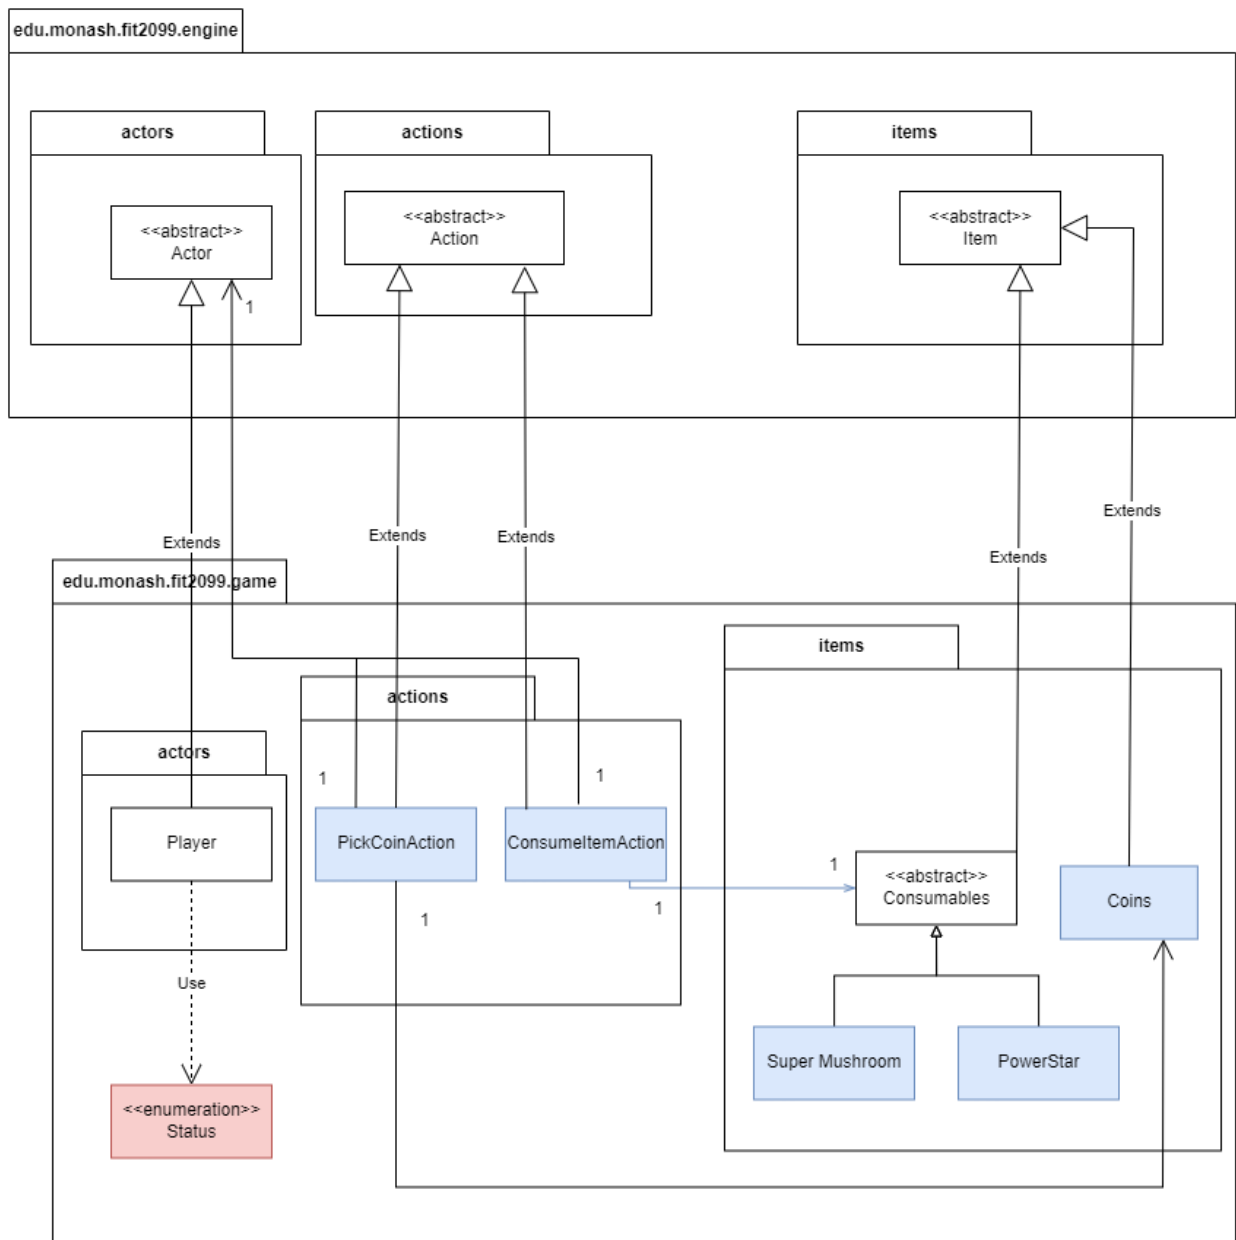 edu.monash.fit2099.engine
actors
actions
items
<<abstract>>
Actor
<<abstract>>
Action
<<abstract>>
Item
1
Extends
Extends
Extends
Extends
Extends
edu.monash.fit2099.game
items
actions
actors
1
1
Player
PickCoinAction
ConsumeItemAction
1
<<abstract>>
Consumables
Coins
1
1
Use
Super Mushroom
PowerStar
<<enumeration>>
Status